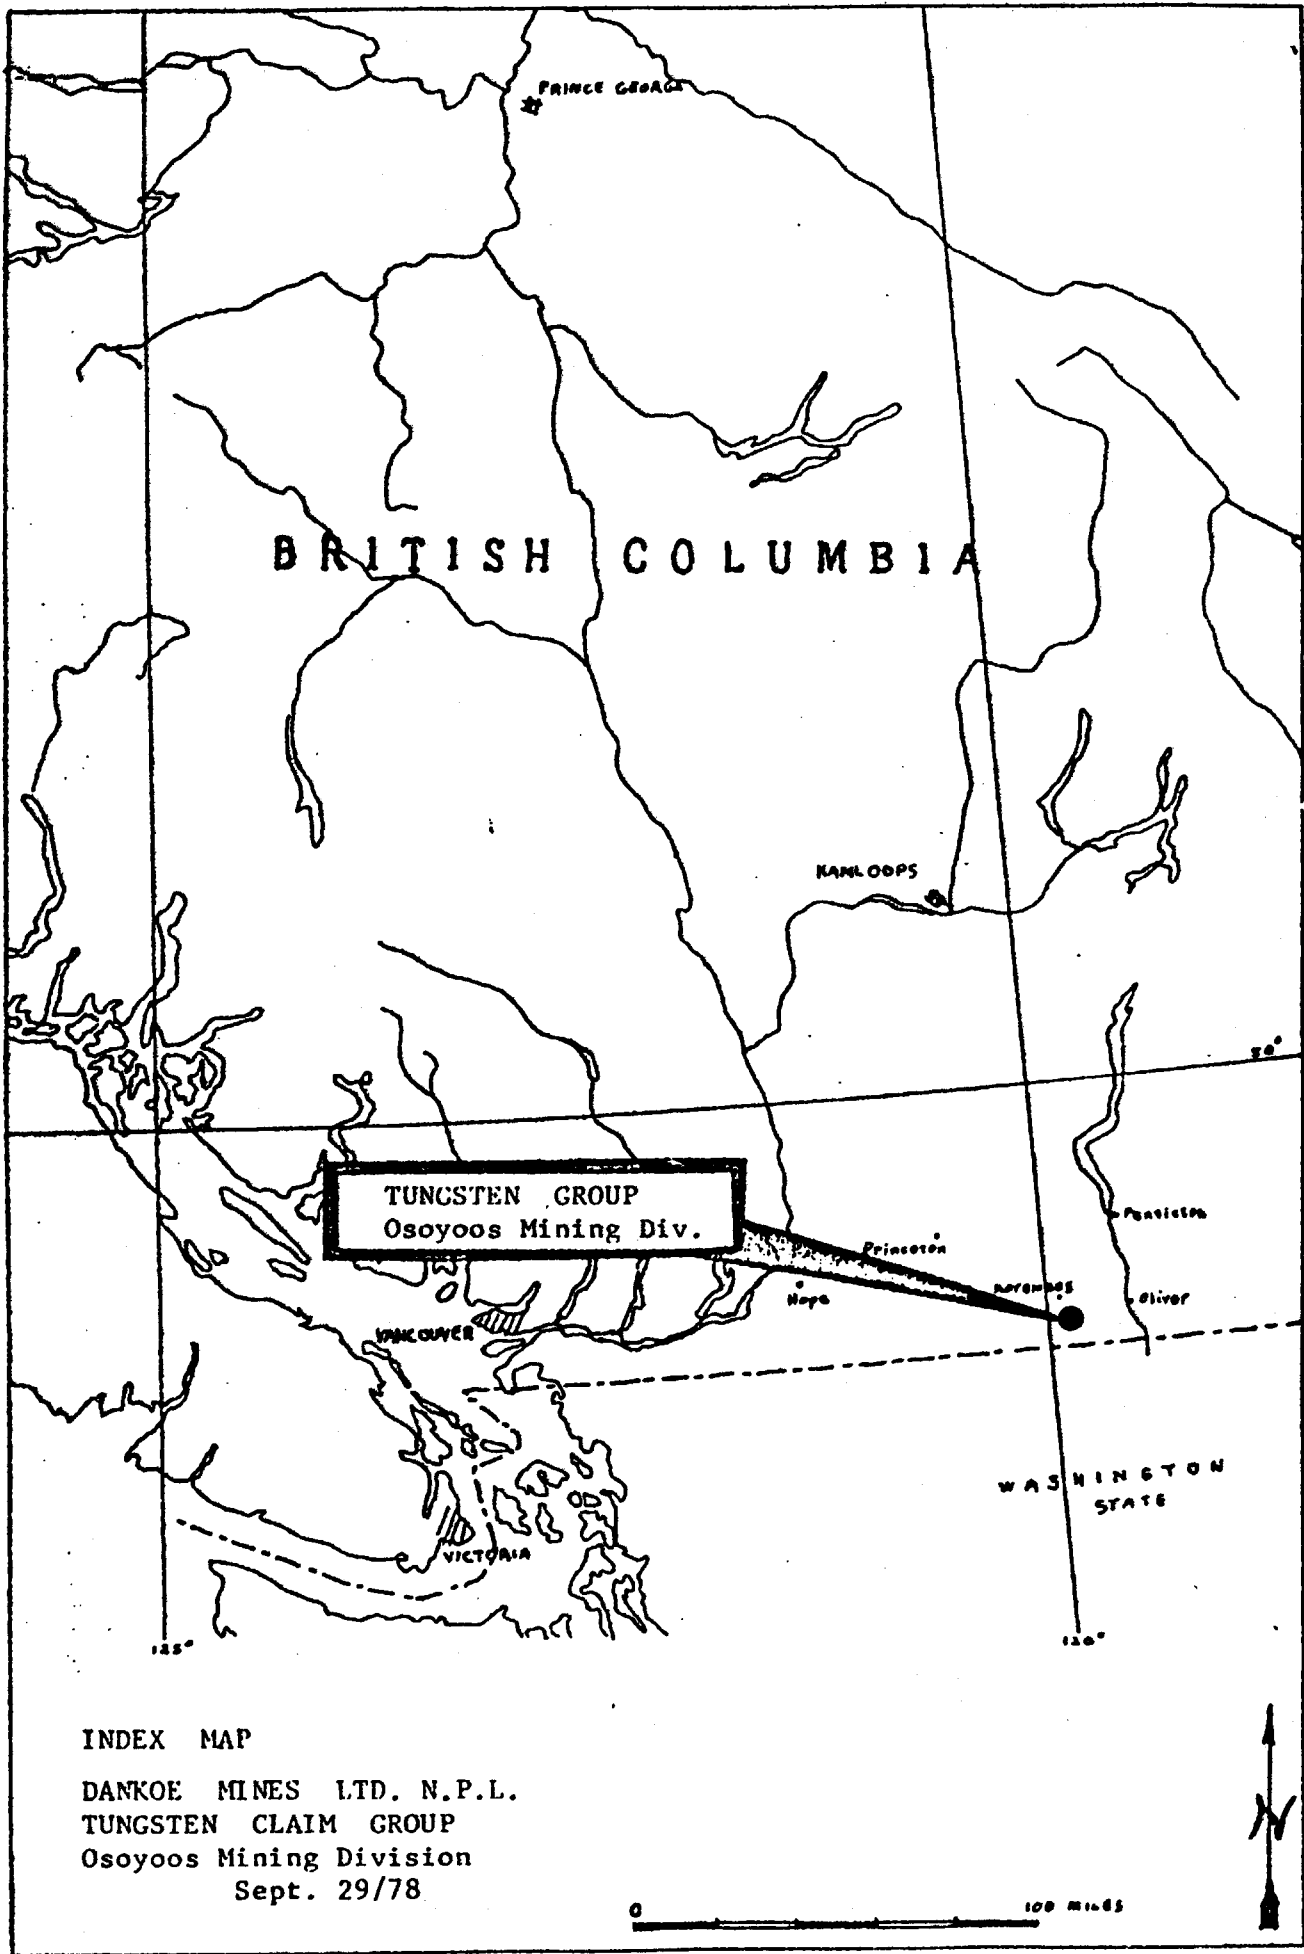 PRINCE GEORGE
BRITISH COLUMBIA
KAMLOOPS
50°
TUNGSTEN GROUP
Osoyoos Mining Div.
Penticton
Princeton
Keremeos
Hope
Oliver
VANCOUVER
WASHINGTON
STATE
VICTORIA
125°
120°
INDEX MAP
DANKOE MINES LTD. N.P.L.
TUNGSTEN CLAIM GROUP
Osoyoos Mining Division
Sept. 29/78
N
0 100 MILES